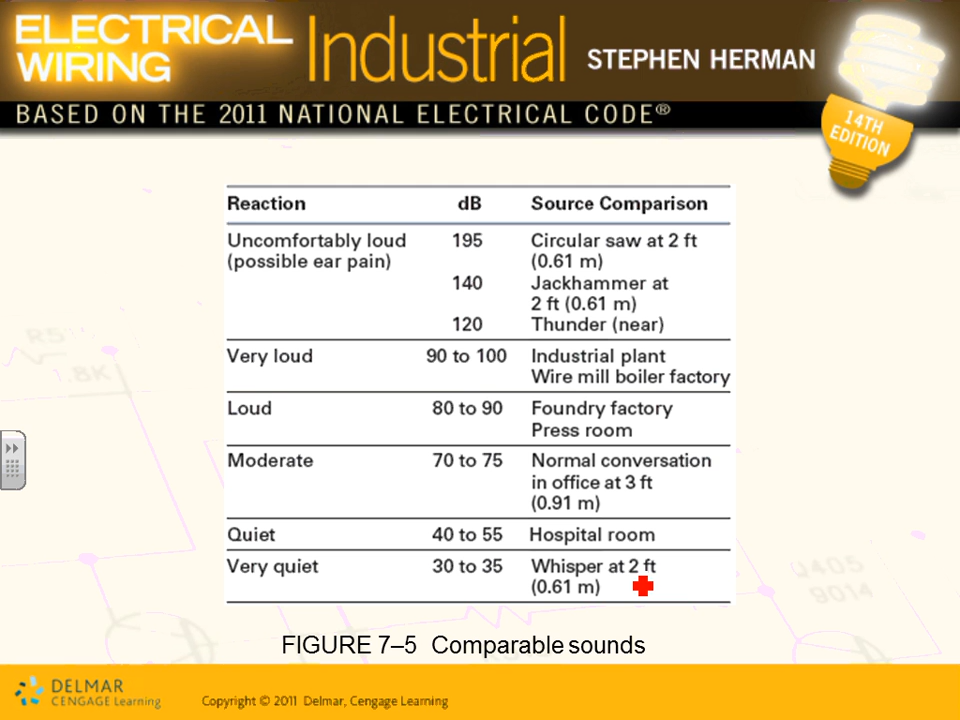 ELECTRICAL
WIRING
Industrial
STEPHEN HERMAN
BASED ON THE 2011 NATIONAL ELECTRICAL CODE®
14TH
EDITION
Reaction dB Source Comparison
Uncomfortably loud 195 Circular saw at 2 ft
(possible ear pain) (0.61 m)
140 Jackhammer at
2 ft (0.61 m)
120 Thunder (near)
Very loud 90 to 100 Industrial plant
Wire mill boiler factory
Loud 80 to 90 Foundry factory
Press room
Moderate 70 to 75 Normal conversation
in office at 3 ft
(0.91 m)
Quiet 40 to 55 Hospital room
Very quiet 30 to 35 Whisper at 2 ft
(0.61 m)
R5
.8K
Q405
9014
FIGURE 7–5 Comparable sounds
DELMAR
CENGAGE Learning
Copyright © 2011 Delmar, Cengage Learning